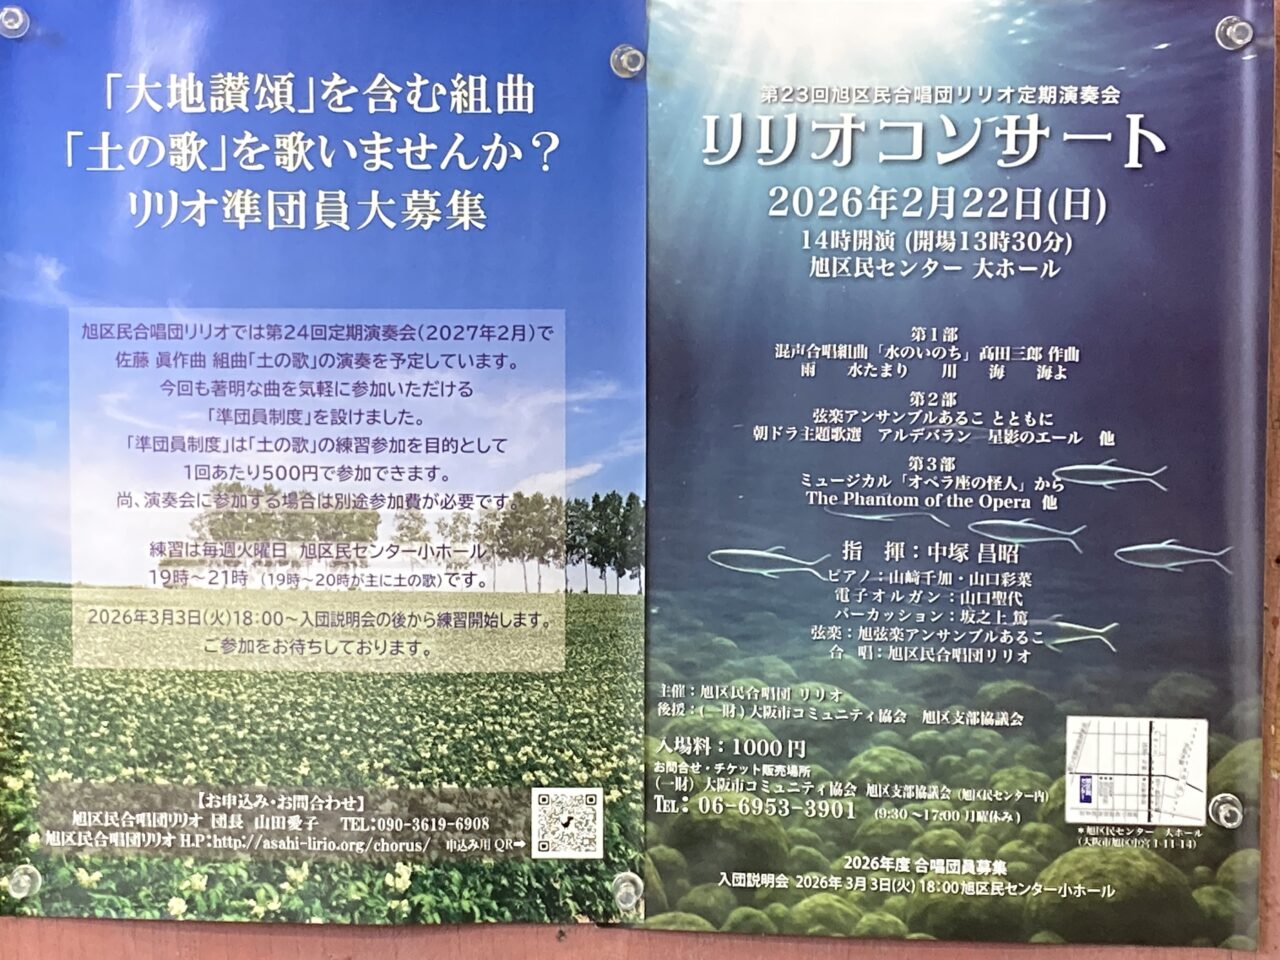 「大地讃頌」を含む組曲
「土の歌」を歌いませんか？
リリオ準団員大募集
旭区民合唱団リリオでは第24回定期演奏会(2027年2月)で
佐藤 眞作曲 組曲「土の歌」の演奏を予定しています。
今回も著明な曲を気軽に参加いただける
「準団員制度」を設けました。
「準団員制度」は「土の歌」の練習参加を目的として
1回あたり500円で参加できます。
尚、演奏会に参加する場合は別途参加費が必要です。
練習は毎週火曜日 旭区民センター小ホール
19時～21時 (19時～20時が主に土の歌)です。
2026年3月3日(火)18:00～入団説明会の後から練習開始します。
ご参加をお待ちしております。
【お申込み・お問合わせ】
旭区民合唱団リリオ 団長 山田愛子 TEL:090-3619-6908
旭区民合唱団リリオ H.P:http://asahi-lirio.org/chorus/ 申込み用 QR➡
第23回旭区民合唱団リリオ定期演奏会
リリオコンサート
2026年2月22日(日)
14時開演 (開場13時30分)
旭区民センター 大ホール
第1部
混声合唱組曲「水のいのち」高田三郎 作曲
雨 水たまり 川 海 海よ
第2部
弦楽アンサンブルあるこ とともに
朝ドラ主題歌選 アルデバラン 星影のエール 他
第3部
ミュージカル「オペラ座の怪人」から
The Phantom of the Opera 他
指 揮：中塚 昌昭
ピアノ：山﨑千加・山口彩菜
電子オルガン：山口聖代
パーカッション：坂之上 篤
弦楽：旭弦楽アンサンブルあるこ
合 唱：旭区民合唱団リリオ
主催：旭区民合唱団 リリオ
後援：(一財)大阪市コミュニティ協会 旭区支部協議会
入場料：1000円
お問合せ・チケット販売場所
(一財) 大阪市コミュニティ協会 旭区支部協議会 (旭区民センター内)
TEL: 06-6953-3901 (9:30～17:00 月曜休み)
＊旭区民センター 大ホール
(大阪市旭区中宮1-11-14)
2026年度 合唱団員募集
入団説明会 2026年3月3日(火) 18:00 旭区民センター小ホール